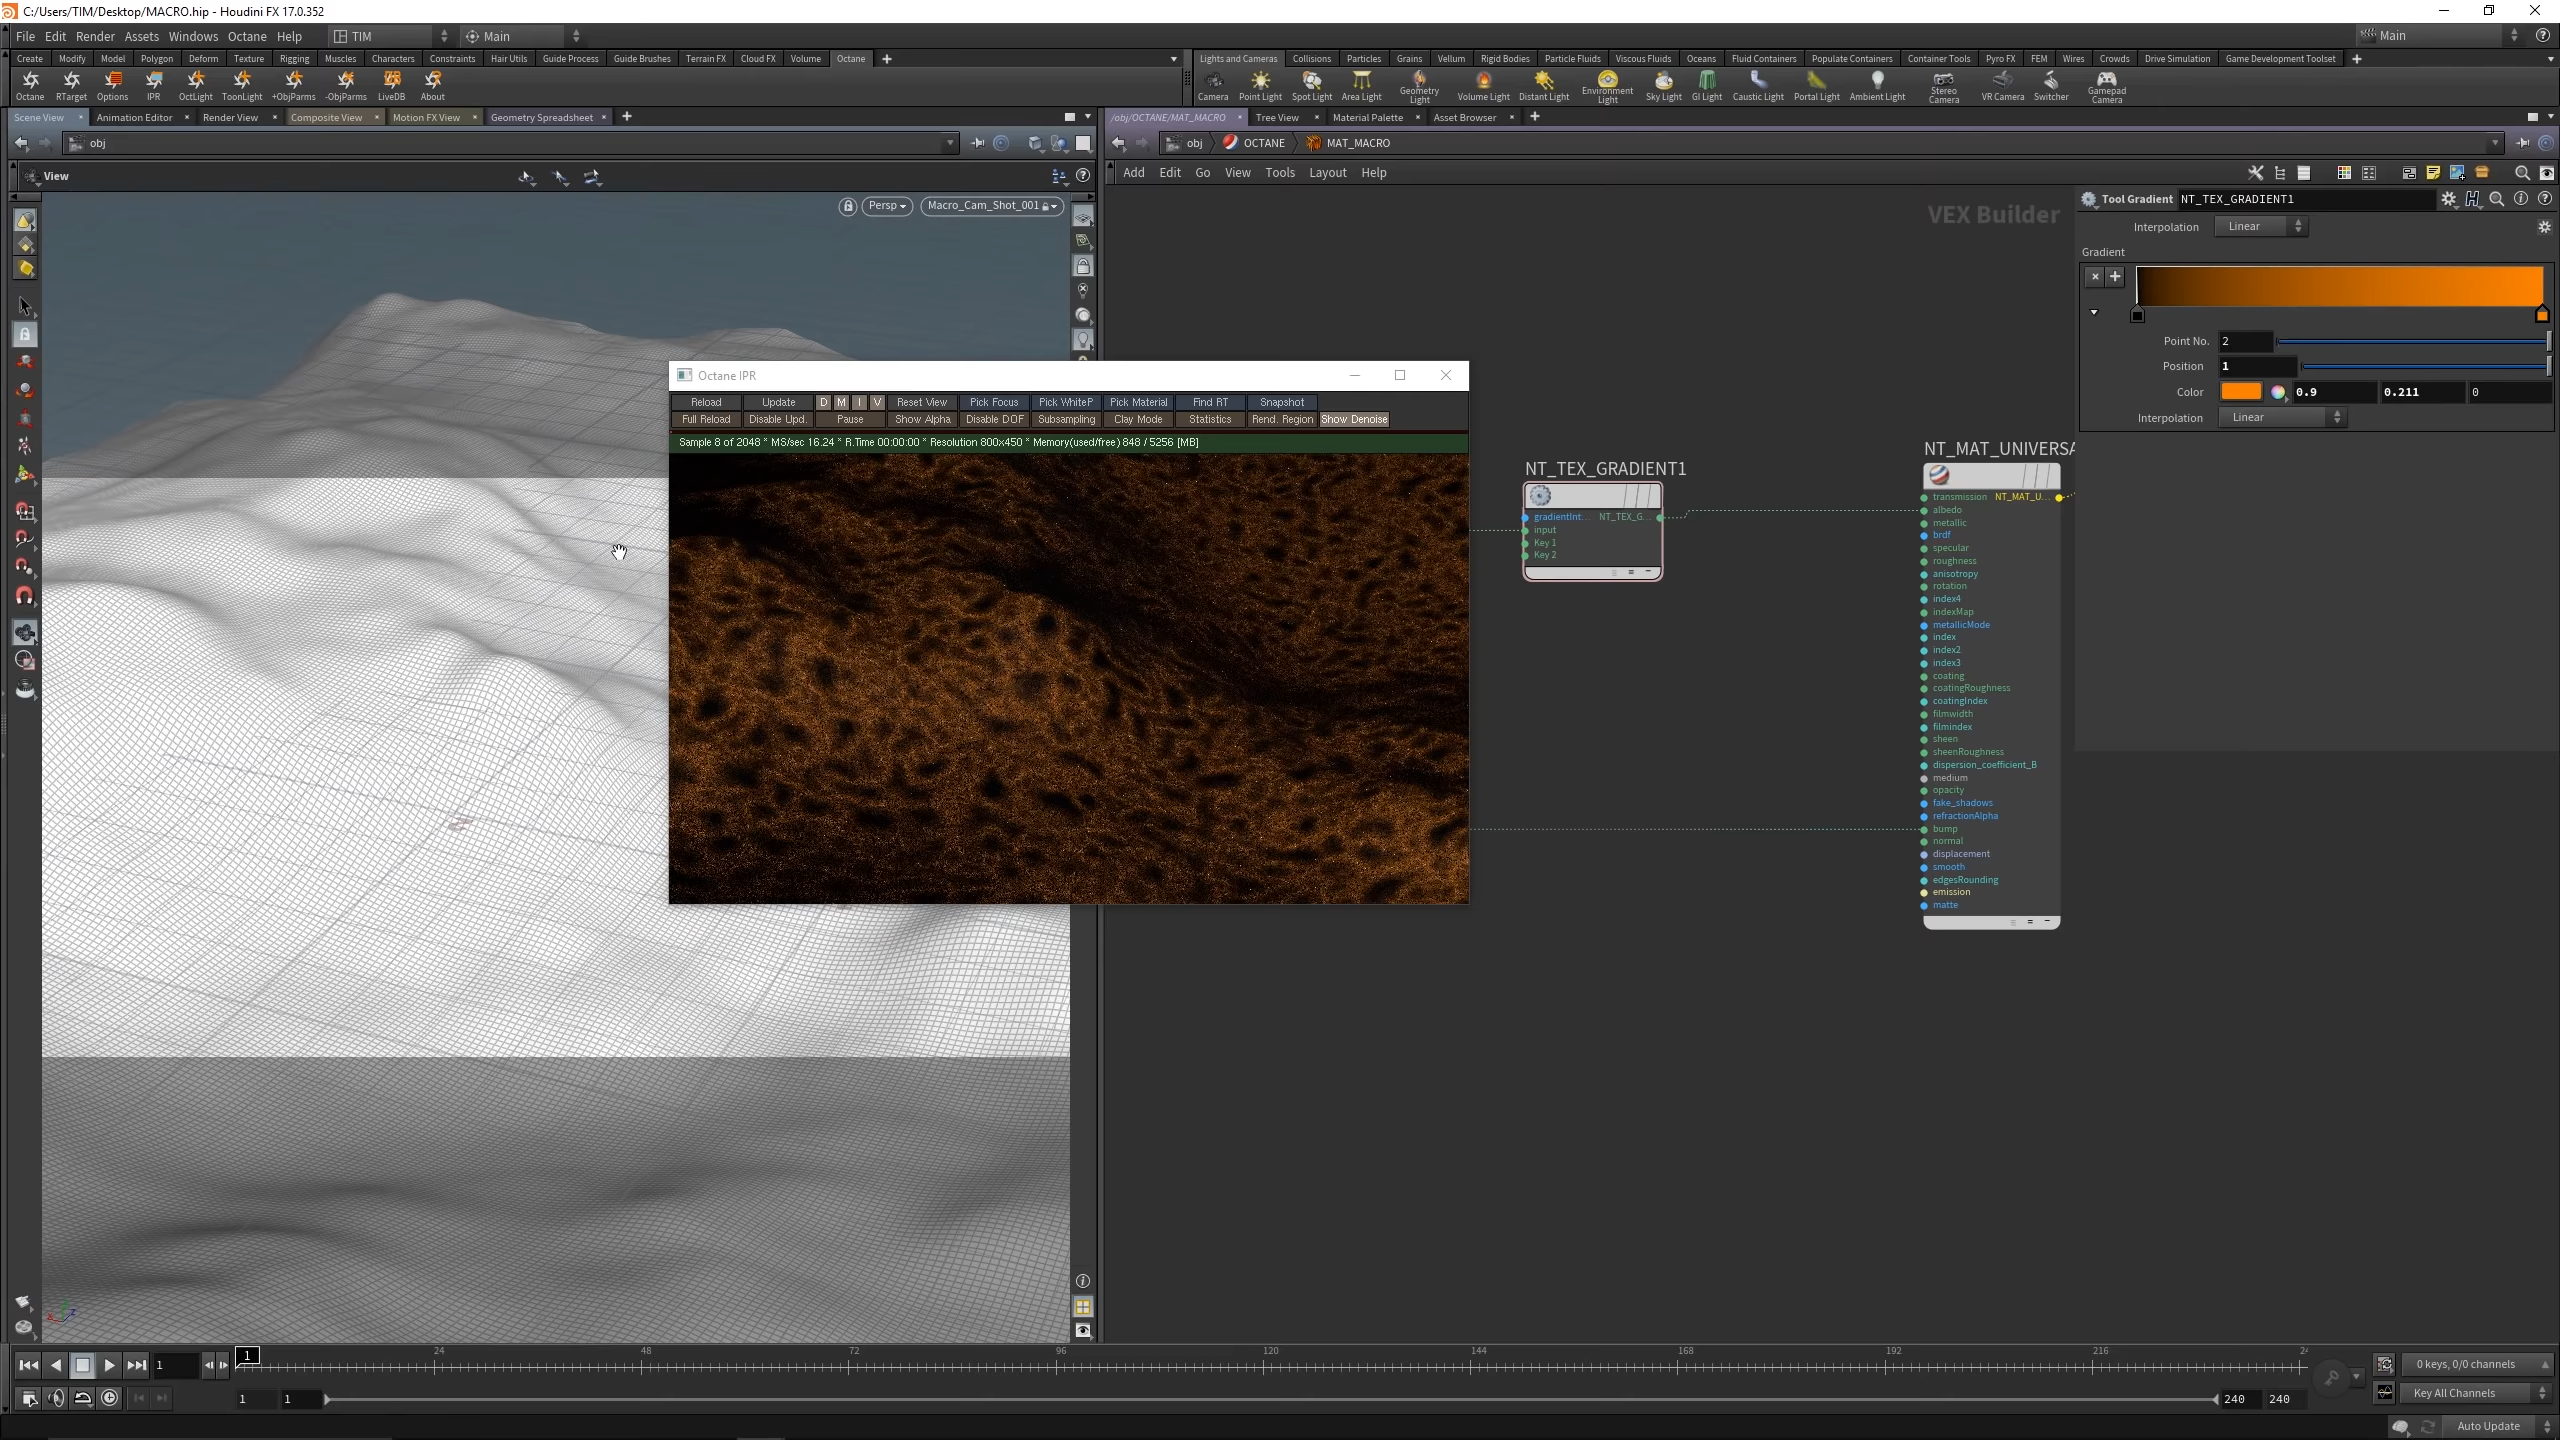 C:/Users/TIM/Desktop/MACRO.hip - Houdini FX 17.0.352
File Edit Render Assets Windows Octane Help TIM Main Main
Create Modify Model Polygon Deform Texture Rigging Muscles Characters Constraints Hair Utils Guide Process Guide Brushes Terrain FX Cloud FX Volume Octane
Lights and Cameras Collisions Particles Grains Vellum Rigid Bodies Particle Fluids Viscous Fluids Oceans Fluid Containers Populate Containers Container Tools Pyro FX FEM Wires Crowds Drive Simulation Game Development Toolset
Octane RTarget Options IPR OctLight ToonLight +ObjParms -ObjParms LiveDB About
Camera Point Light Spot Light Area Light Geometry Light Volume Light Distant Light Environment Light Sky Light GI Light Caustic Light Portal Light Ambient Light Stereo Camera VR Camera Switcher Gamepad Camera
Scene View Animation Editor Render View Composite View Motion FX View Geometry Spreadsheet
/obj/OCTANE/MAT_MACRO Tree View Material Palette Asset Browser
obj
obj OCTANE MAT_MACRO
View
Add Edit Go View Tools Layout Help
Persp Macro_Cam_Shot_001
VEX Builder
Tool Gradient NT_TEX_GRADIENT1
Interpolation Linear
Gradient
Point No. 2
Position 1
Color 0.9 0.211 0
Interpolation Linear
Octane IPR
Reload Update D M I V Reset View Pick Focus Pick WhiteP Pick Material Find RT Snapshot
Full Reload Disable Upd. Pause Show Alpha Disable DOF Subsampling Clay Mode Statistics Rend. Region Show Denoise
Sample 8 of 2048 * MS/sec 16.24 * R.Time 00:00:00 * Resolution 800x450 * Memory(used/free) 848 / 5256 [MB]
NT_TEX_GRADIENT1
gradientInt... NT_TEX_G...
input
Key 1
Key 2
NT_MAT_UNIVERSA
transmission NT_MAT_U...
albedo
metallic
brdf
specular
roughness
anisotropy
rotation
index4
indexMap
metallicMode
index
index2
index3
coating
coatingRoughness
coatingIndex
filmwidth
filmindex
sheen
sheenRoughness
dispersion_coefficient_B
medium
opacity
fake_shadows
refractionAlpha
bump
normal
displacement
smooth
edgesRounding
emission
matte
1 1 24 48 72 96 120 144 168 192 216 2
0 keys, 0/0 channels
1 1 240 240
Key All Channels
Auto Update